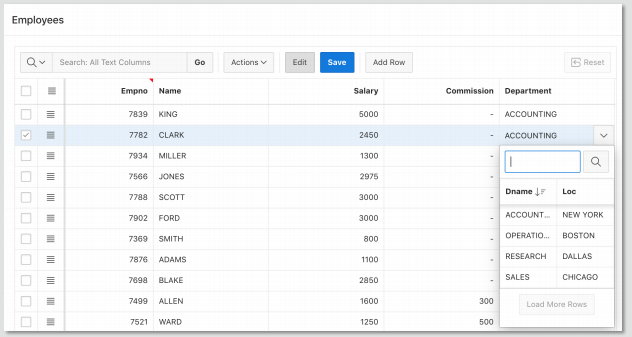 Employees
Search: All Text Columns Go Actions Edit Save Add Row Reset
Empno Name Salary Commission Department
7839 KING 5000 - ACCOUNTING
7782 CLARK 2450 - ACCOUNTING
7934 MILLER 1300 -
7566 JONES 2975 -
7788 SCOTT 3000 -
7902 FORD 3000 -
7369 SMITH 800 -
7876 ADAMS 1100 -
7698 BLAKE 2850 -
7499 ALLEN 1600 300
7521 WARD 1250 500
Dname Loc
ACCOUNT... NEW YORK
OPERATIO... BOSTON
RESEARCH DALLAS
SALES CHICAGO
Load More Rows